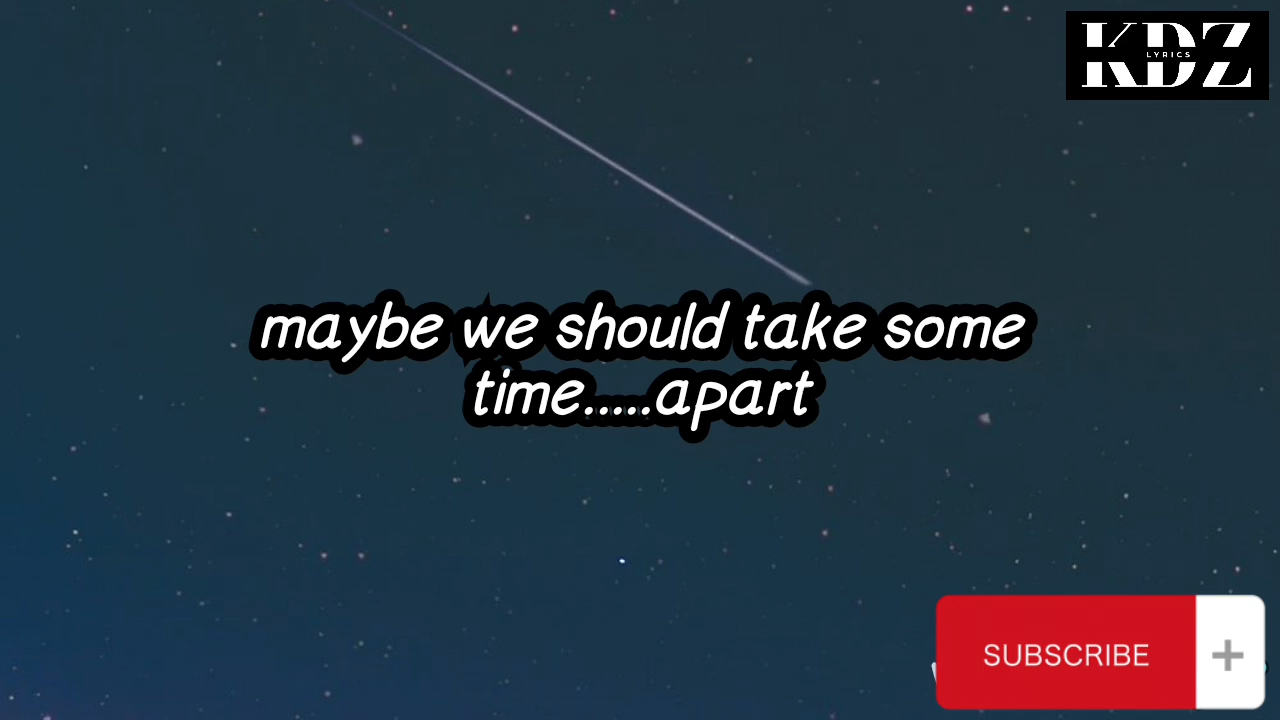 KDZ
LYRICS
maybe we should take some
time.....apart
SUBSCRIBE
+